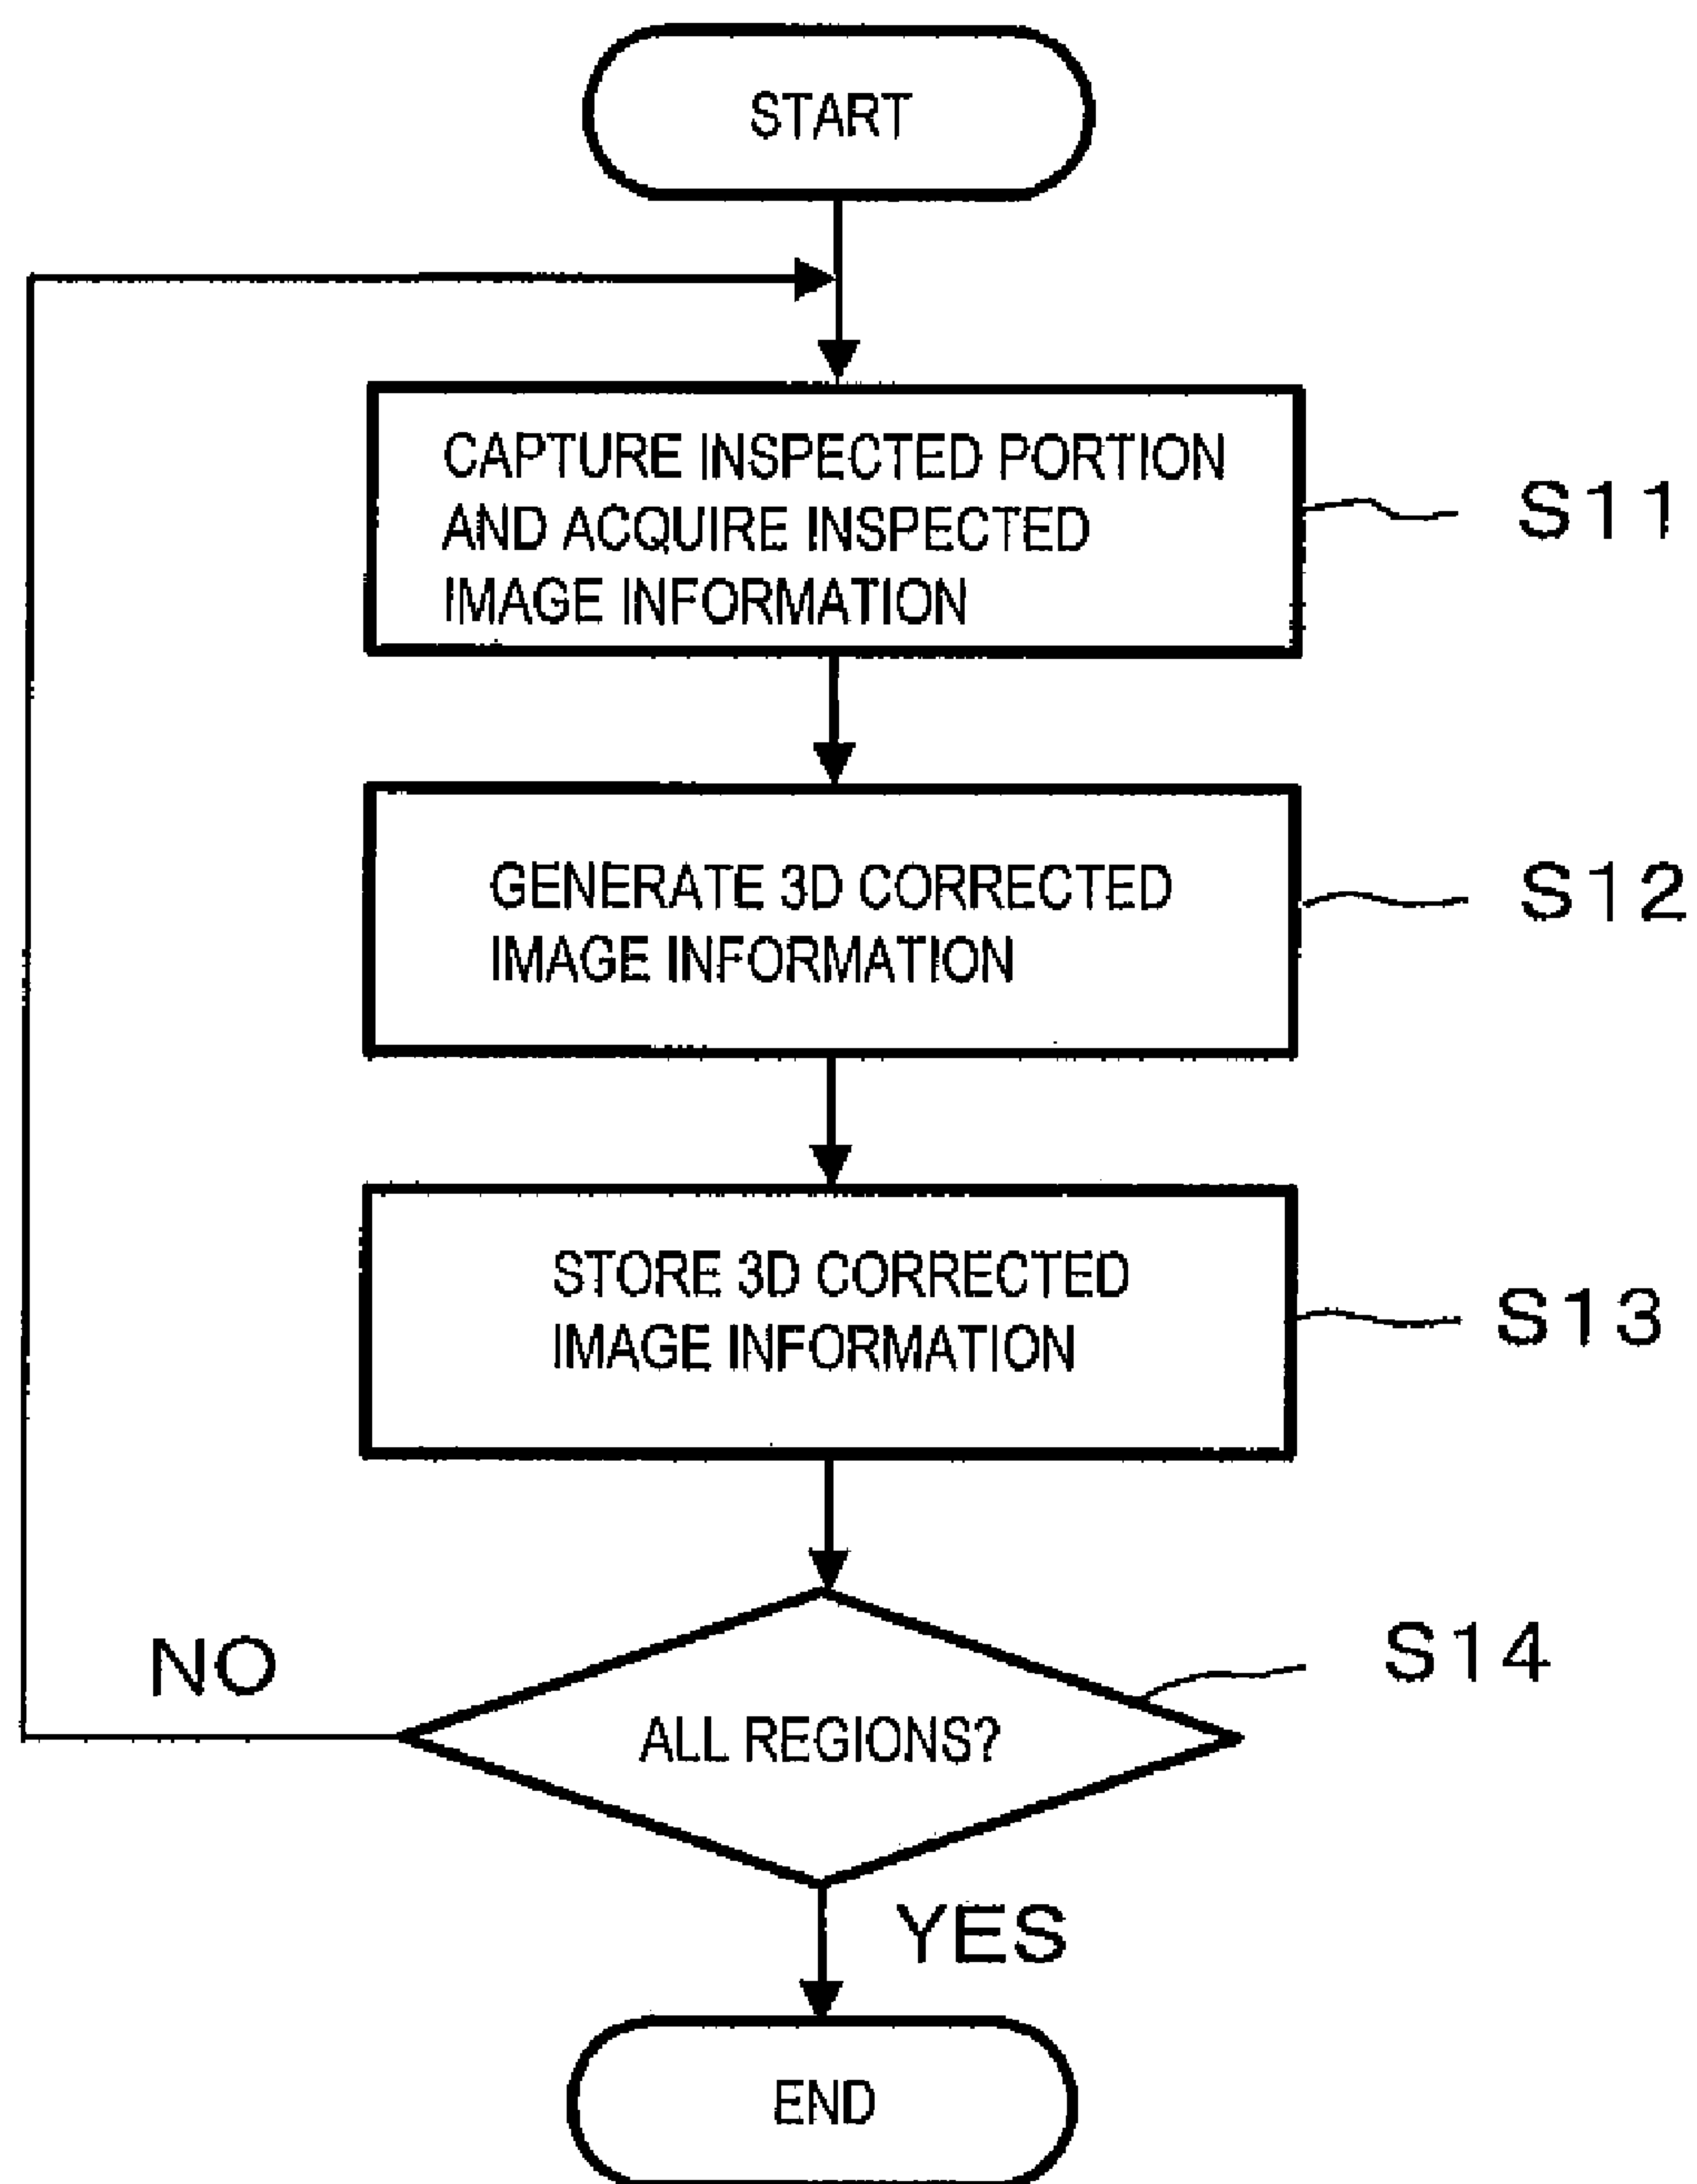 START
CAPTURE INSPECTED PORTION
AND ACQUIRE INSPECTED
IMAGE INFORMATION
S11
GENERATE 3D CORRECTED
IMAGE INFORMATION
S12
STORE 3D CORRECTED
IMAGE INFORMATION
S13
NO
S14
ALL REGIONS?
YES
END